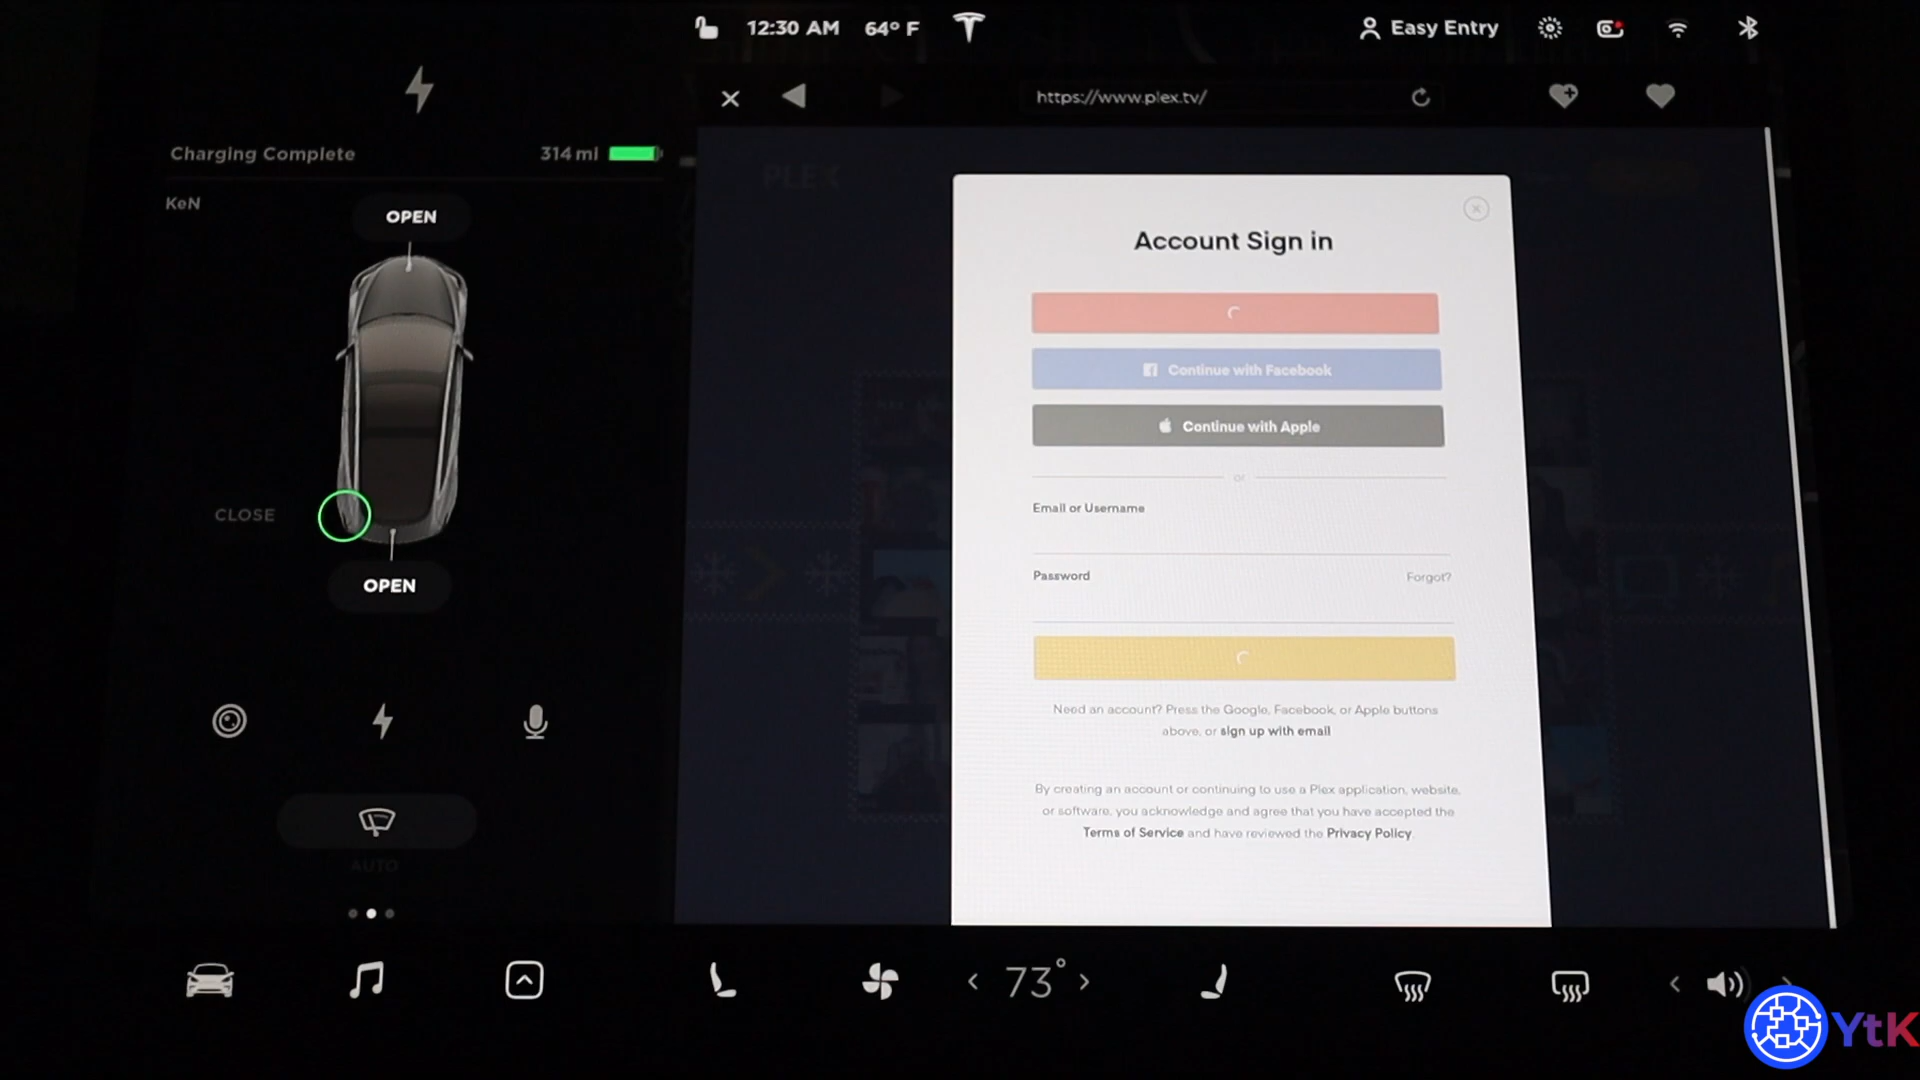 12:30 AM 64° F Easy Entry
https://www.plex.tv/
Charging Complete 314 mi
KeN
OPEN
CLOSE
OPEN
AUTO
PLEX
Account Sign in
Continue with Facebook
Continue with Apple
or
Email or Username
Password Forgot?
Need an account? Press the Google, Facebook, or Apple buttons
above, or sign up with email
By creating an account or continuing to use a Plex application, website,
or software, you acknowledge and agree that you have accepted the
Terms of Service and have reviewed the Privacy Policy.
73°
YtK